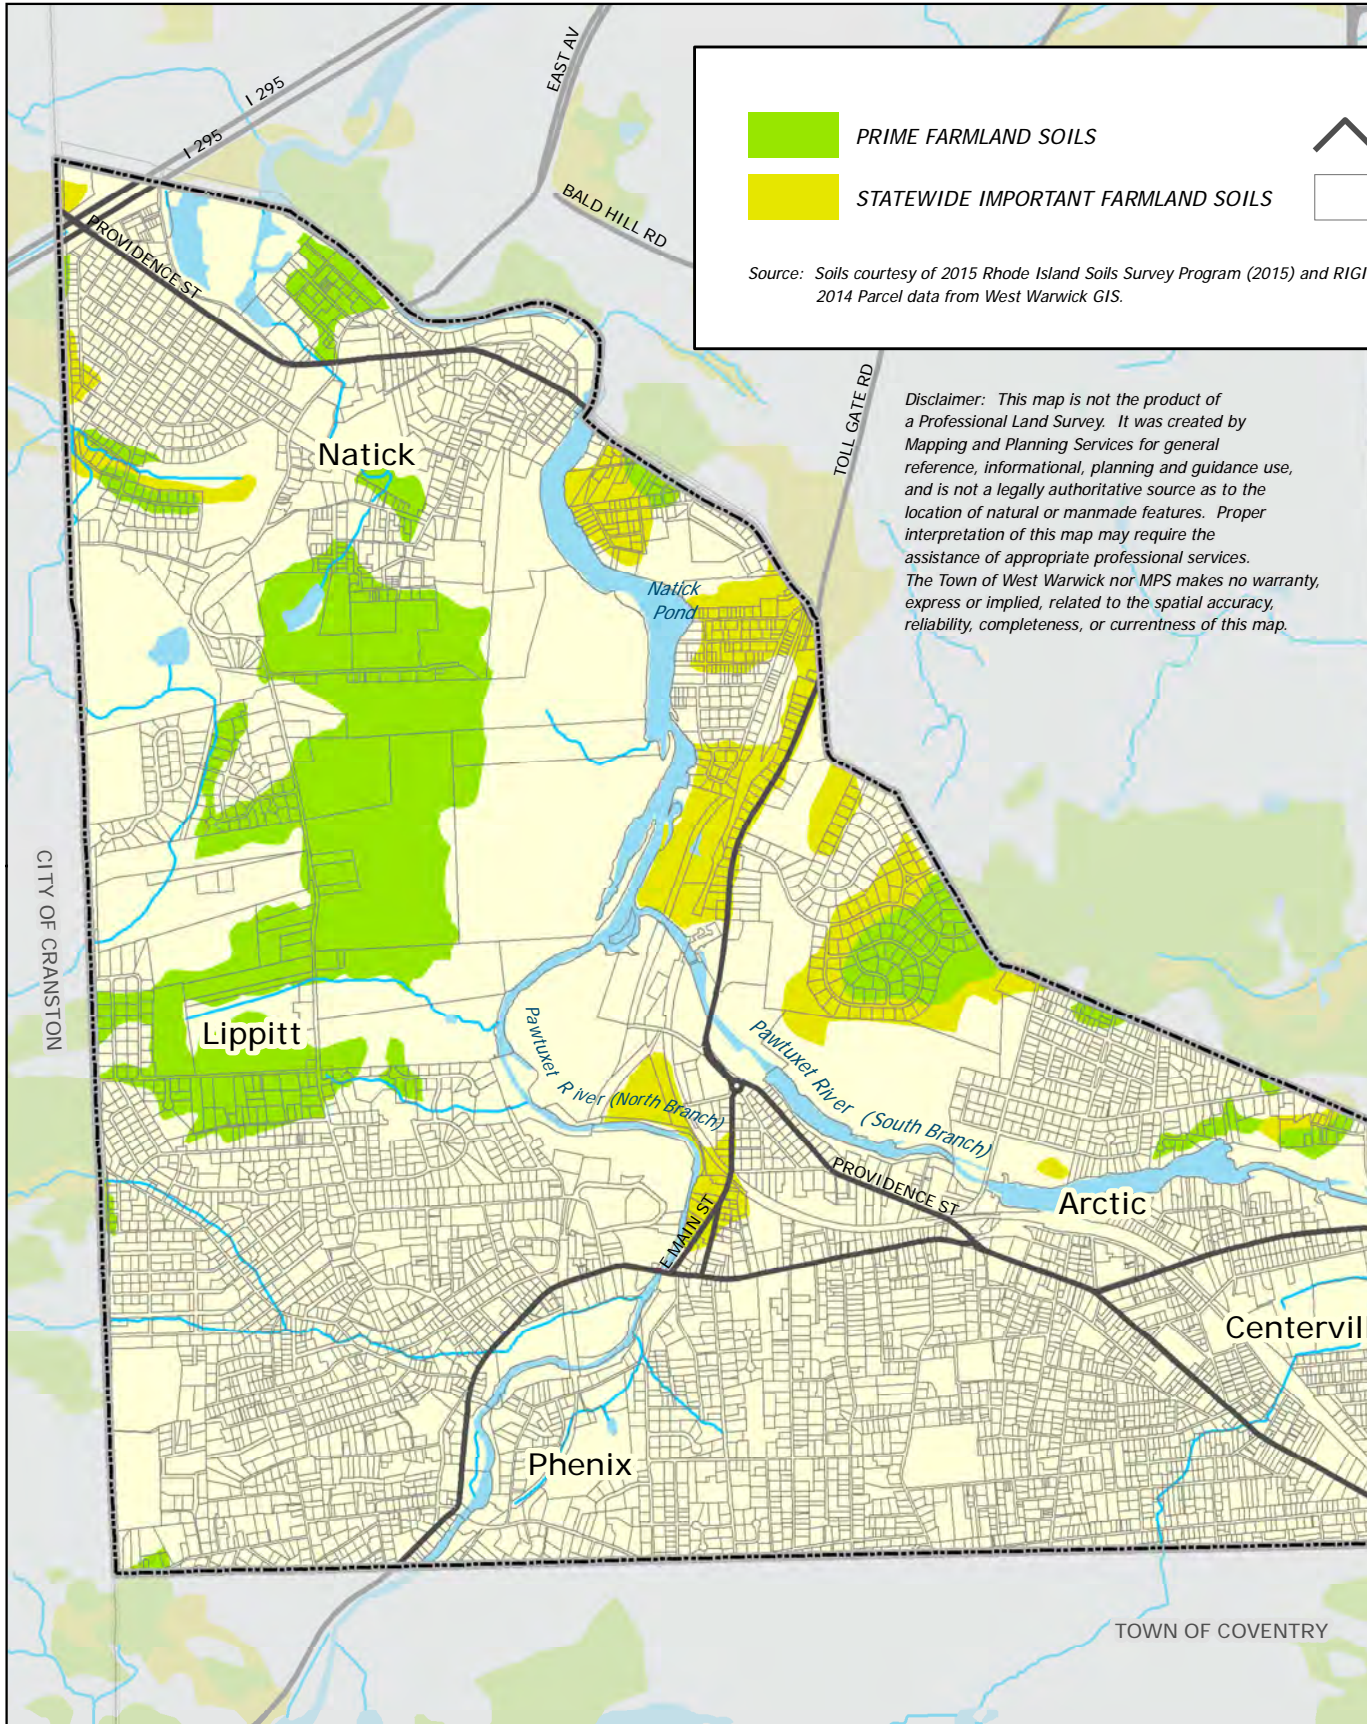 I 295
I 295
EAST AV
BALD HILL RD
PRIME FARMLAND SOILS
STATEWIDE IMPORTANT FARMLAND SOILS
Source: Soils courtesy of 2015 Rhode Island Soils Survey Program (2015) and RIGI
2014 Parcel data from West Warwick GIS.
PROVIDENCE ST
TOLL GATE RD
Disclaimer: This map is not the product of
a Professional Land Survey. It was created by
Mapping and Planning Services for general
reference, informational, planning and guidance use,
and is not a legally authoritative source as to the
location of natural or manmade features. Proper
interpretation of this map may require the
assistance of appropriate professional services.
The Town of West Warwick nor MPS makes no warranty,
express or implied, related to the spatial accuracy,
reliability, completeness, or currentness of this map.
Natick
Natick
Pond
CITY OF CRANSTON
Lippitt
Pawtuxet River (North Branch)
Pawtuxet River (South Branch)
PROVIDENCE ST
E MAIN ST
Arctic
Centervil
Phenix
TOWN OF COVENTRY